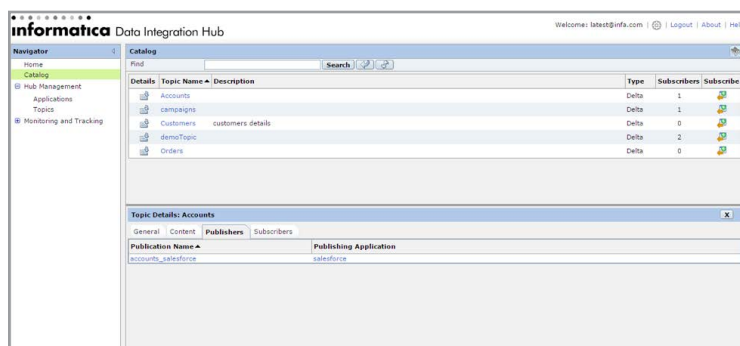 informatica Data Integration Hub
Welcome: latest@infa.com | | Logout | About | Hel
Navigator
Home
Catalog
Hub Management
Applications
Topics
Monitoring and Tracking
Catalog
Find Search
Details Topic Name Description Type Subscribers Subscribe
Accounts Delta 1
campaigns Delta 1
Customers customers details Delta 0
demoTopic Delta 2
Orders Delta 0
Topic Details: Accounts X
General Content Publishers Subscribers
Publication Name Publishing Application
accounts_salesforce salesforce